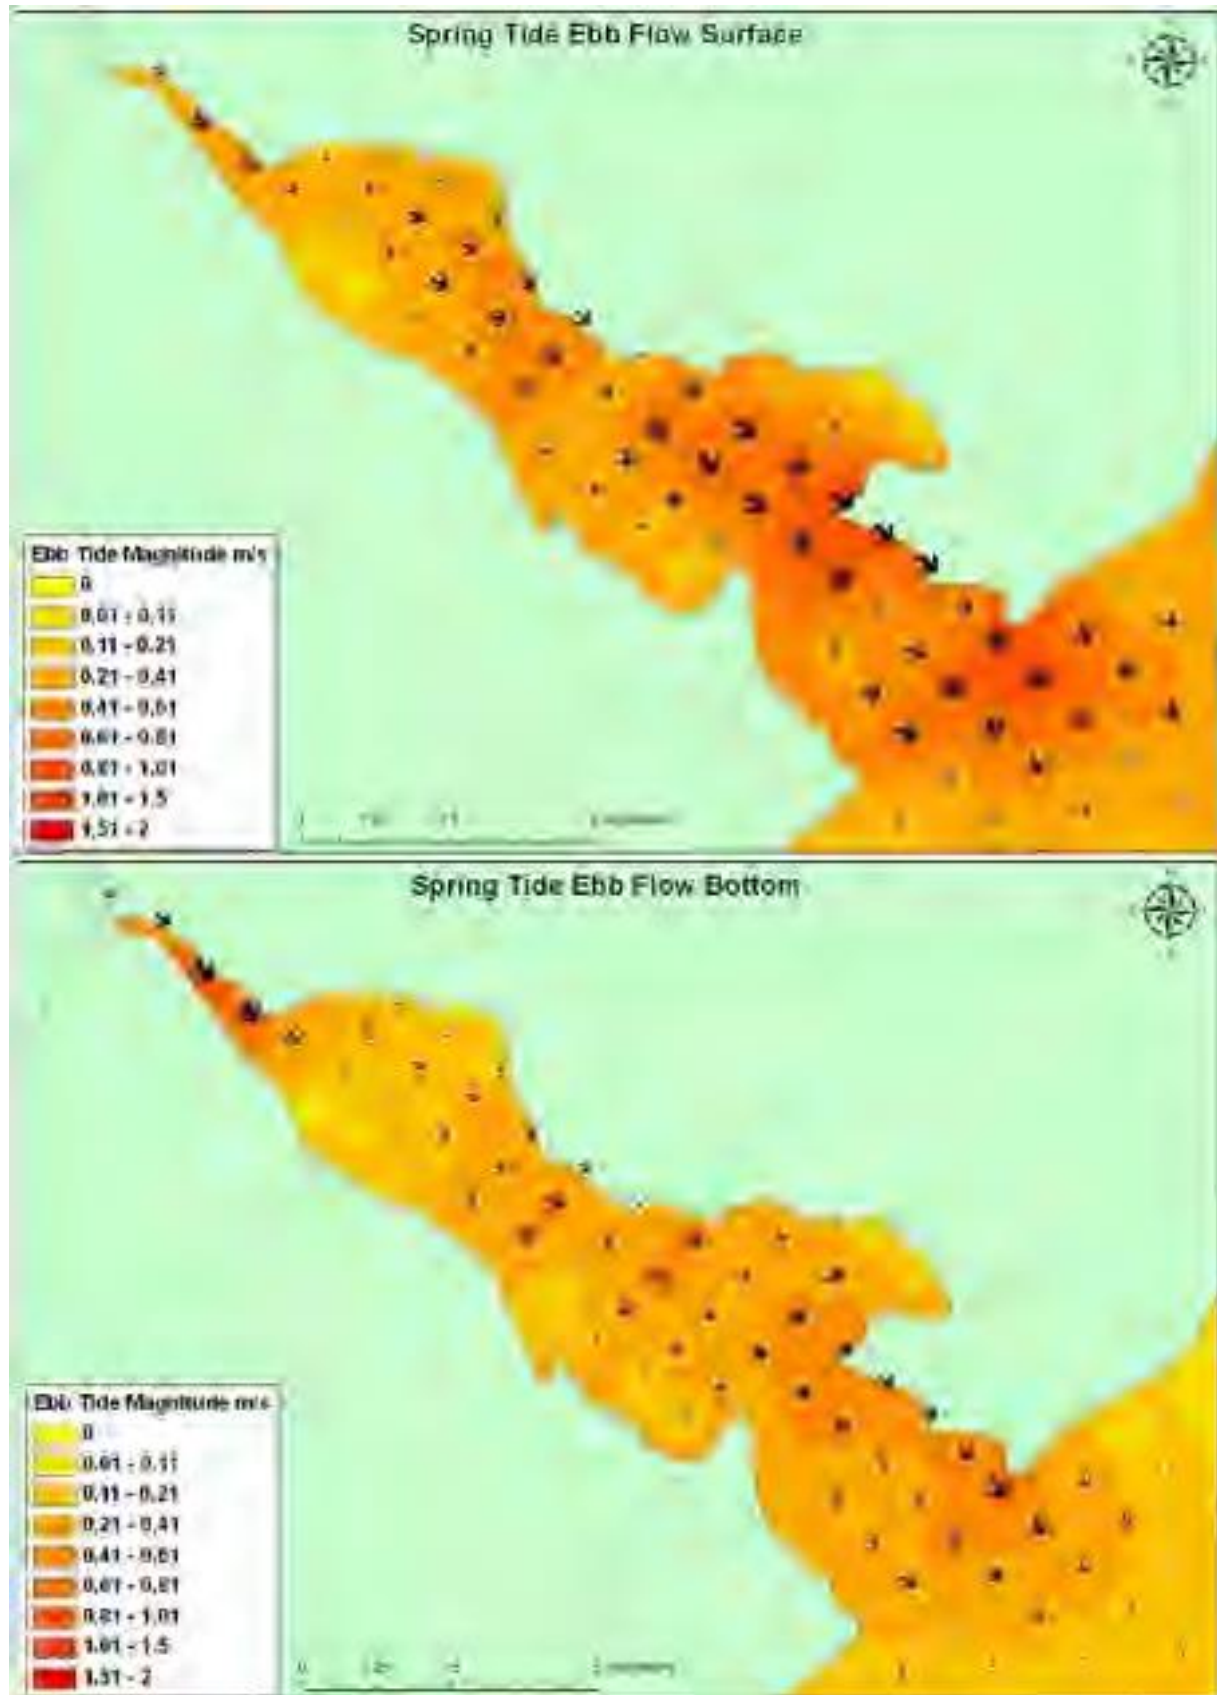 Spring Tide Ebb Flow Surface
Ebb Tide Magnitude m/s
0
0.01 - 0.11
0.11 - 0.21
0.21 - 0.41
0.41 - 0.61
0.61 - 0.81
0.81 - 1.01
1.01 - 1.5
1.51 - 2
Spring Tide Ebb Flow Bottom
Ebb Tide Magnitude m/s
0
0.01 - 0.11
0.11 - 0.21
0.21 - 0.41
0.41 - 0.61
0.61 - 0.81
0.81 - 1.01
1.01 - 1.5
1.51 - 2